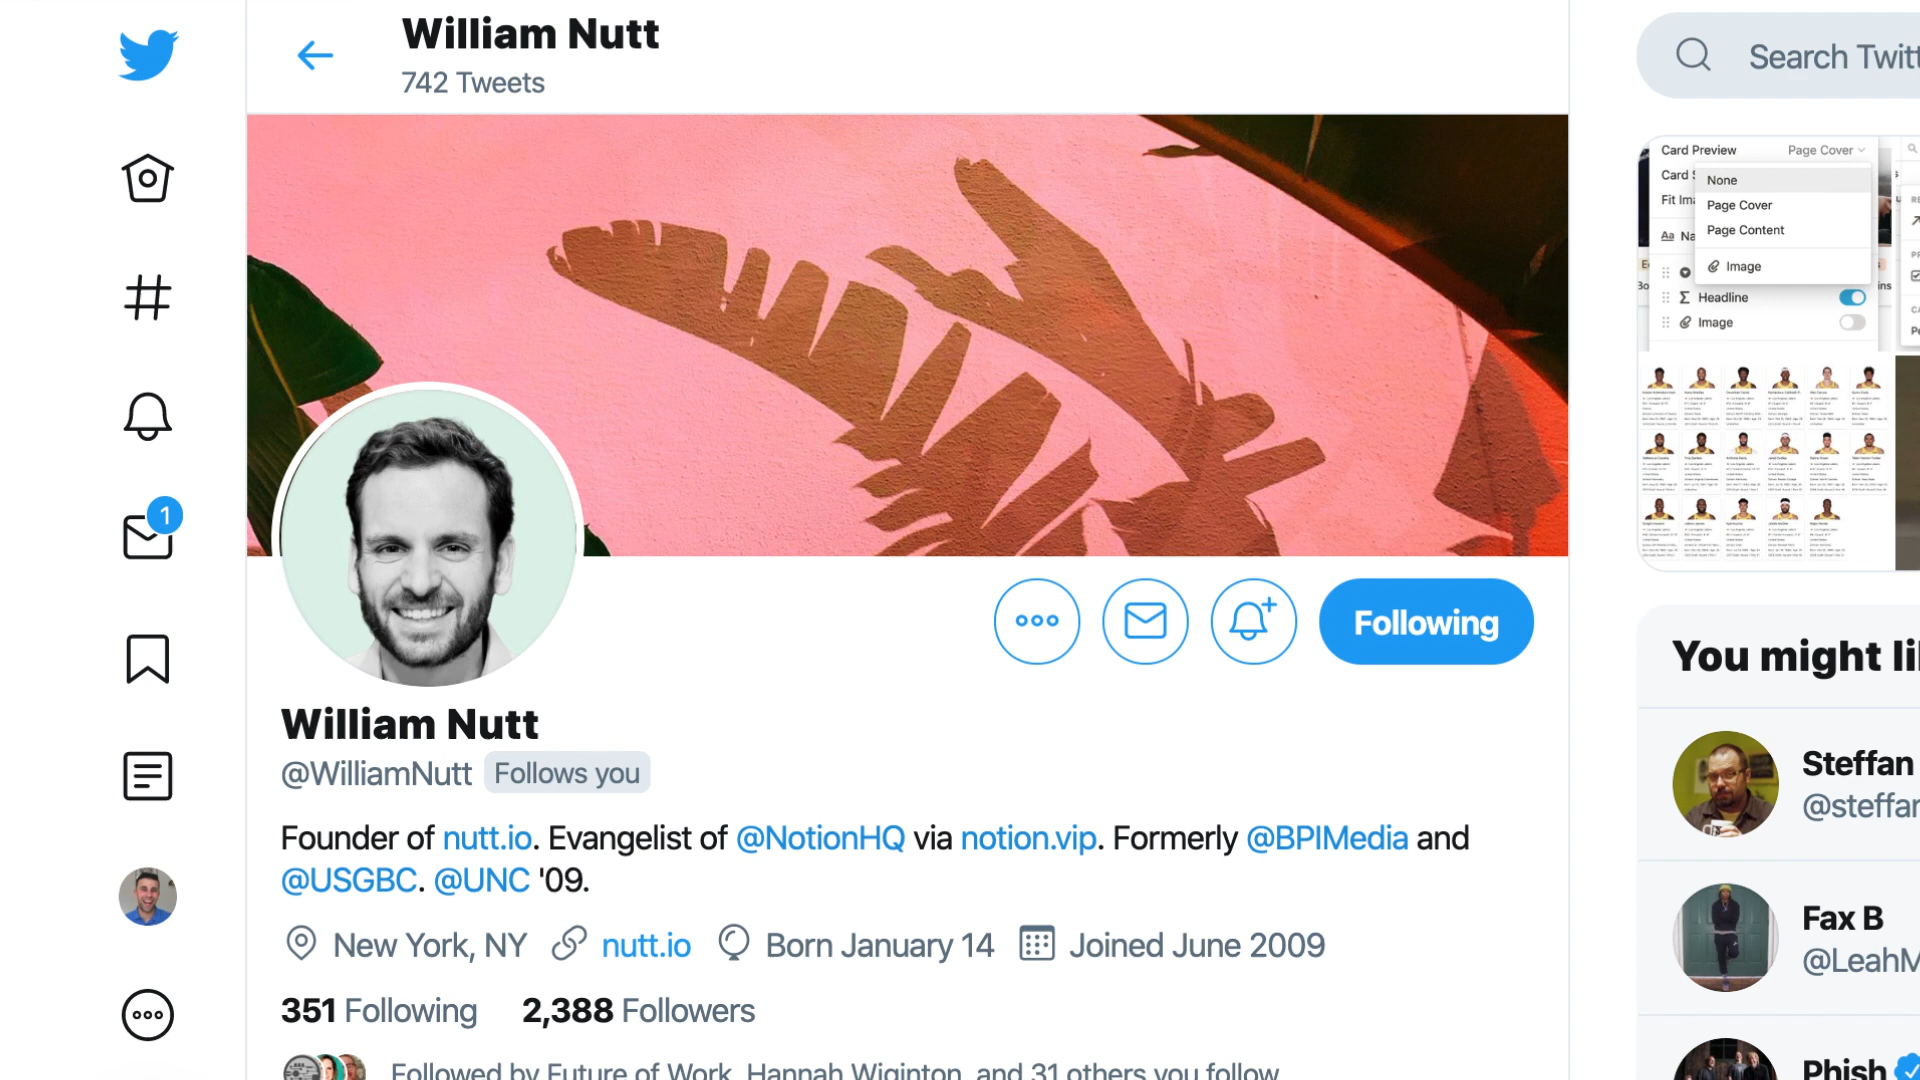 William Nutt
742 Tweets
Search Twitt
Card Preview Page Cover
Card S
None
Fit Ima
Page Cover
Aa Na
Page Content
Image
Headline
Image
Following
William Nutt
@WilliamNutt Follows you
Founder of nutt.io. Evangelist of @NotionHQ via notion.vip. Formerly @BPIMedia and
@USGBC. @UNC '09.
New York, NY nutt.io Born January 14 Joined June 2009
351 Following 2,388 Followers
Followed by Future of Work, Hannah Wiginton, and 31 others you follow
1
You might li
Steffan
@steffan
Fax B
@LeahM
Phish